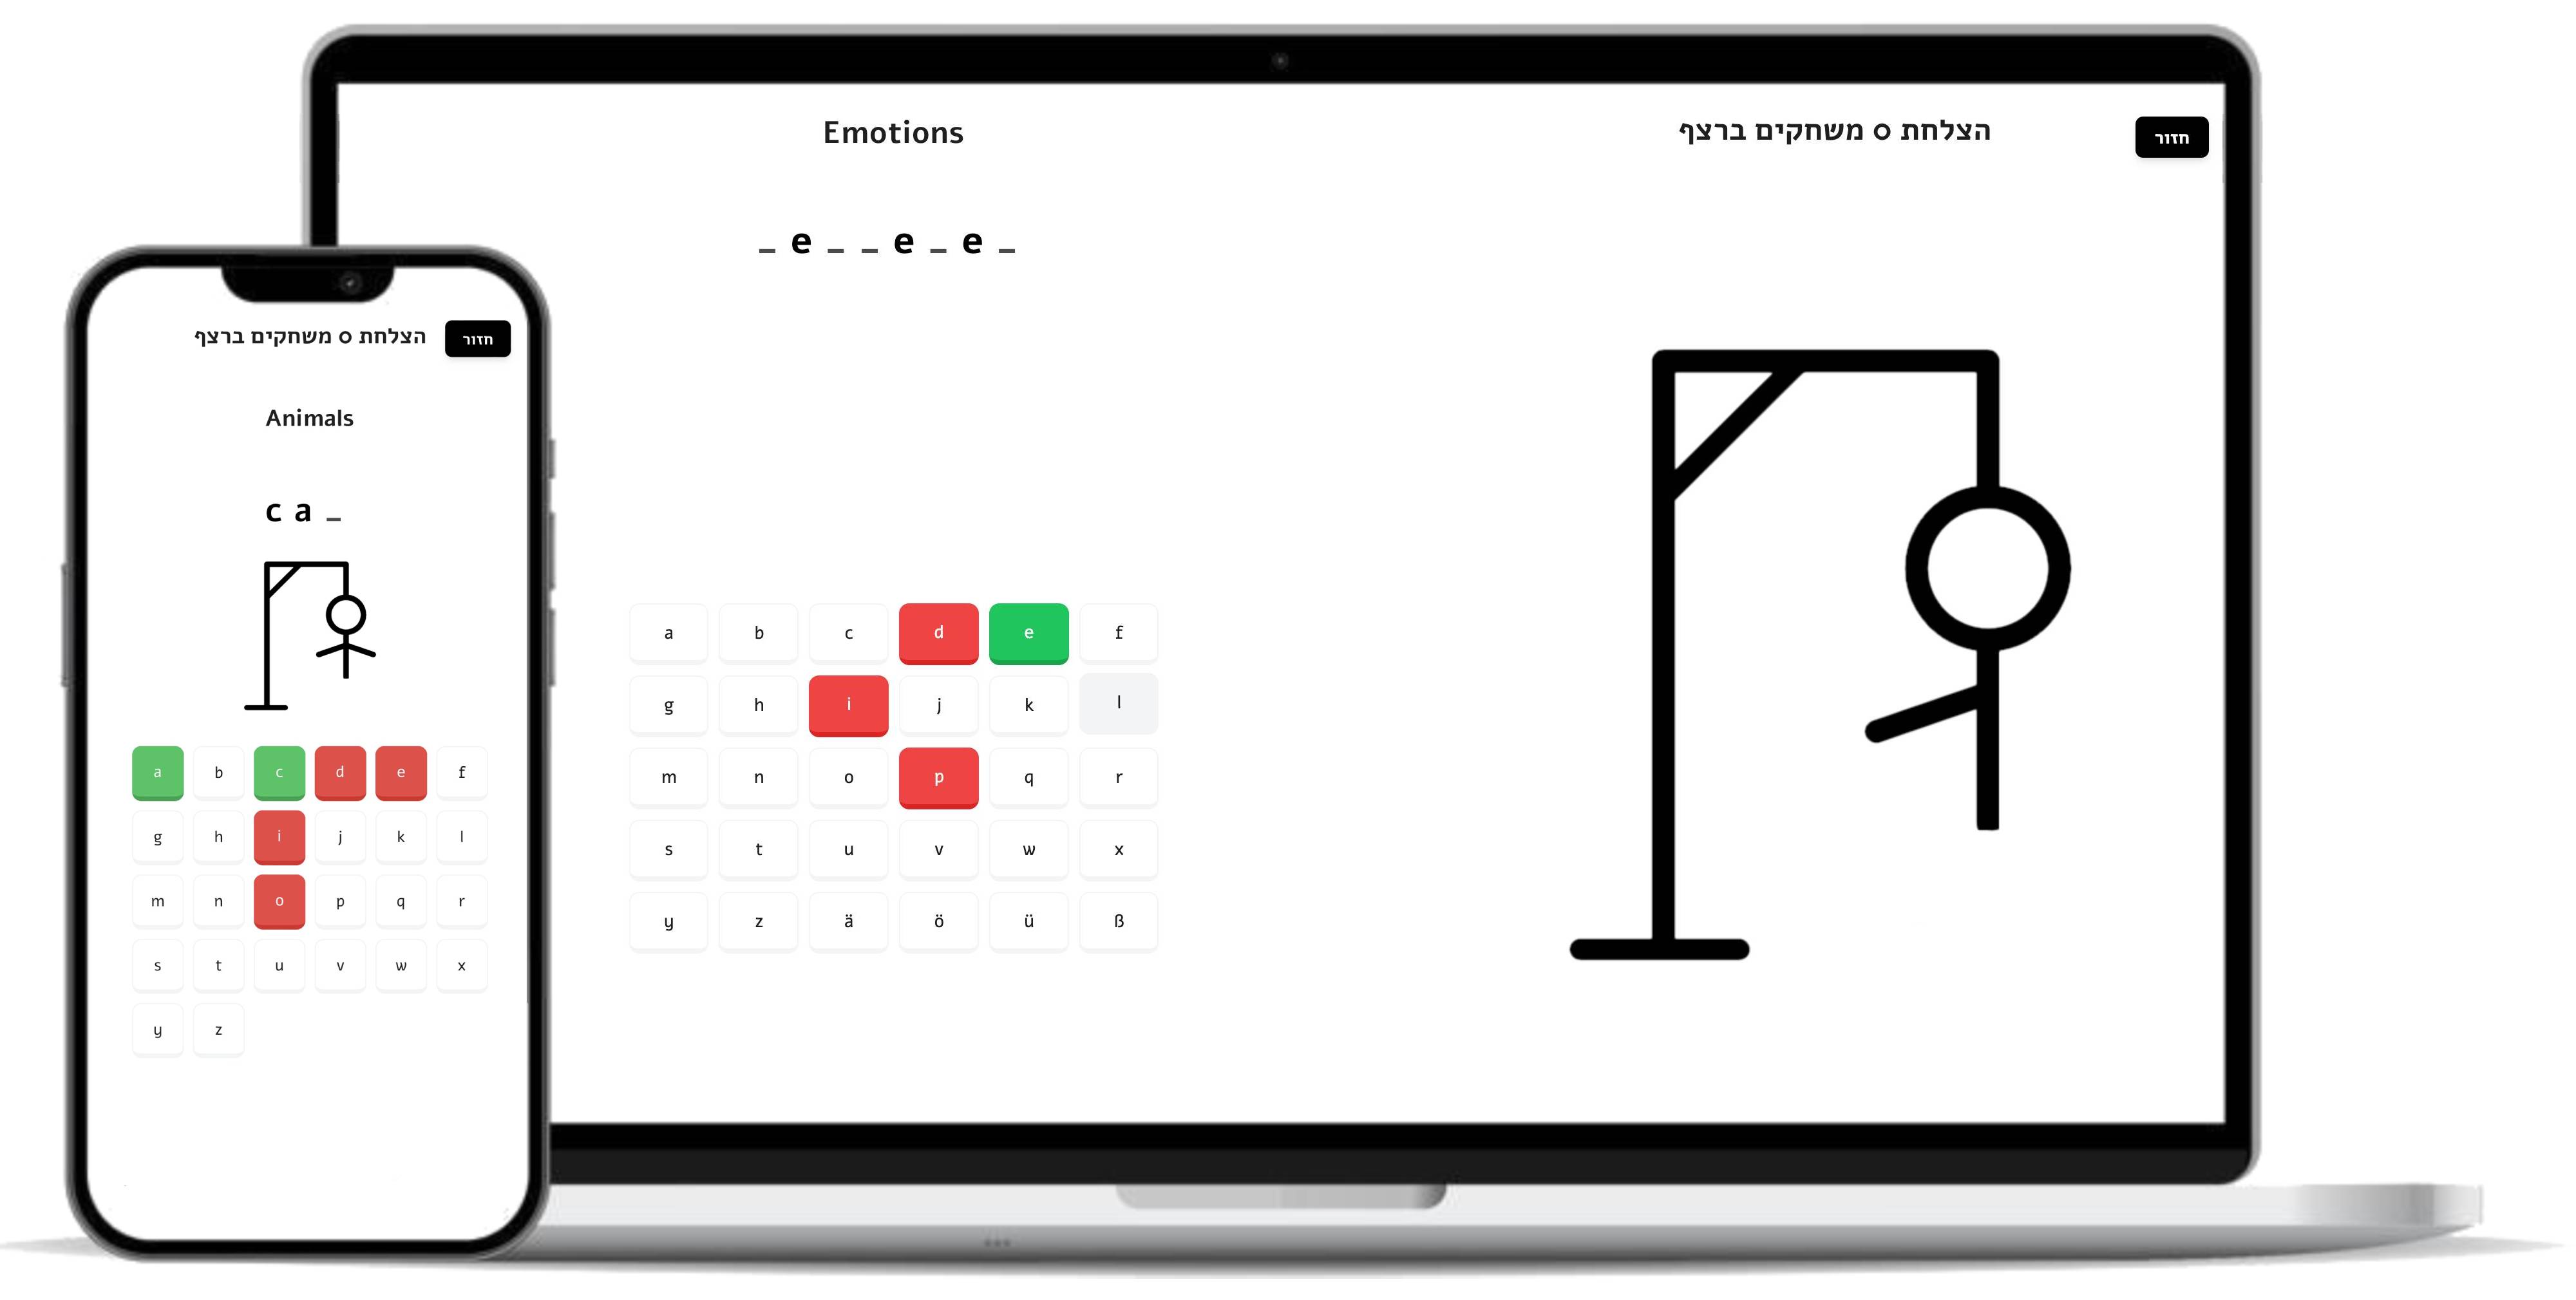 Emotions
הצלחת 0 משחקים ברצף
חזור
_ e _ _ e _ e _
a b c d e f
g h i j k l
m n o p q r
s t u v w x
y z ä ö ü ß
הצלחת 0 משחקים ברצף
חזור
Animals
c a _
a b c d e f
g h i j k l
m n o p q r
s t u v w x
y z